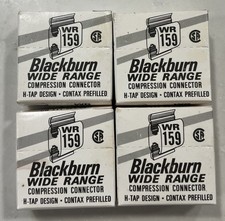 WR
159
Blackburn
WIDE RANGE
COMPRESSION CONNECTOR
H-TAP DESIGN • CONTAX PREFILLED
WR
159
Blackburn
WIDE RANGE
COMPRESSION CONNECTOR
H-TAP DESIGN • CONTAX PREFILLED
WR
159
Blackburn
WIDE RANGE
COMPRESSION CONNECTOR
H-TAP DESIGN • CONTAX PREFILLED
WR
159
Blackburn
WIDE RANGE
COMPRESSION CONNECTOR
H-TAP DESIGN • CONTAX PREFILLED